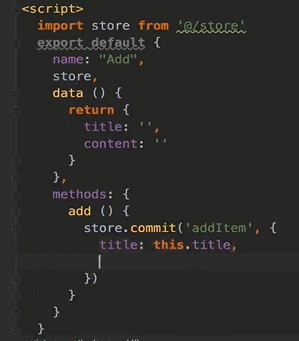 <script>
import store from '@/store'
export default {
name: "Add",
store,
data () {
return {
title: '',
content: ''
}
},
methods: {
add () {
store.commit('addItem', {
title: this.title,
})
}
}
}